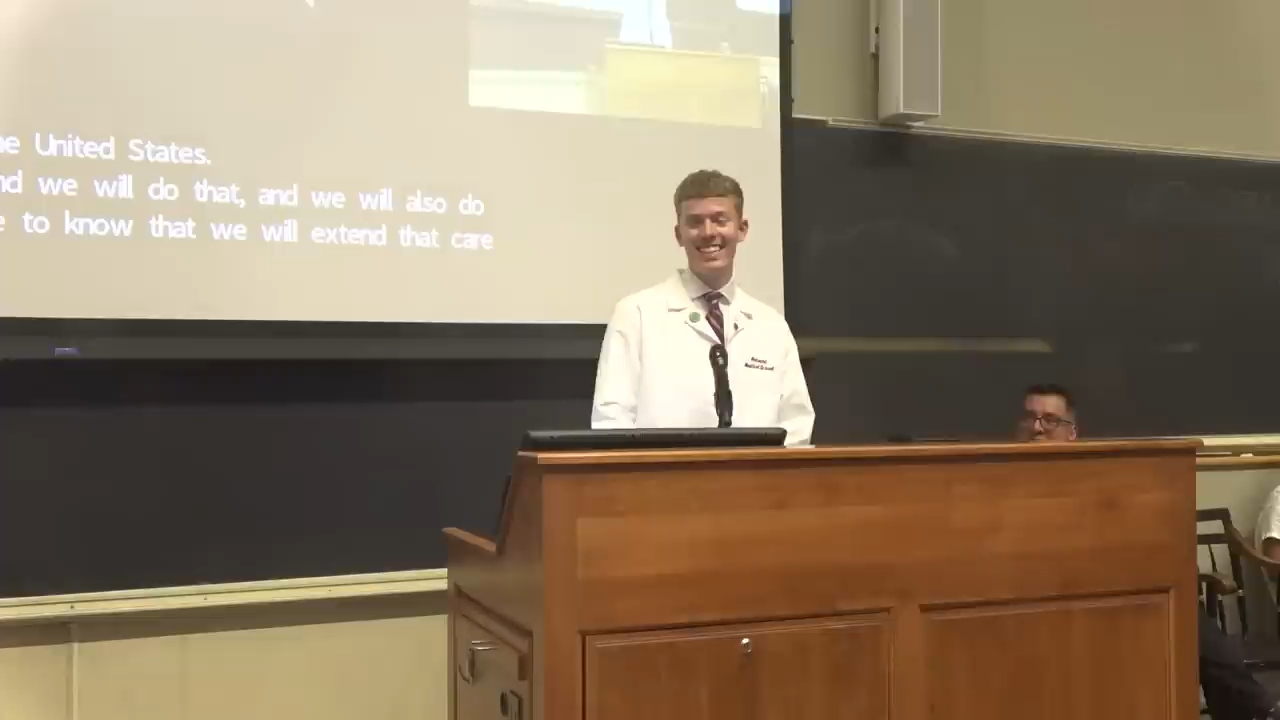 he United States.
nd we will do that, and we will also do
e to know that we will extend that care